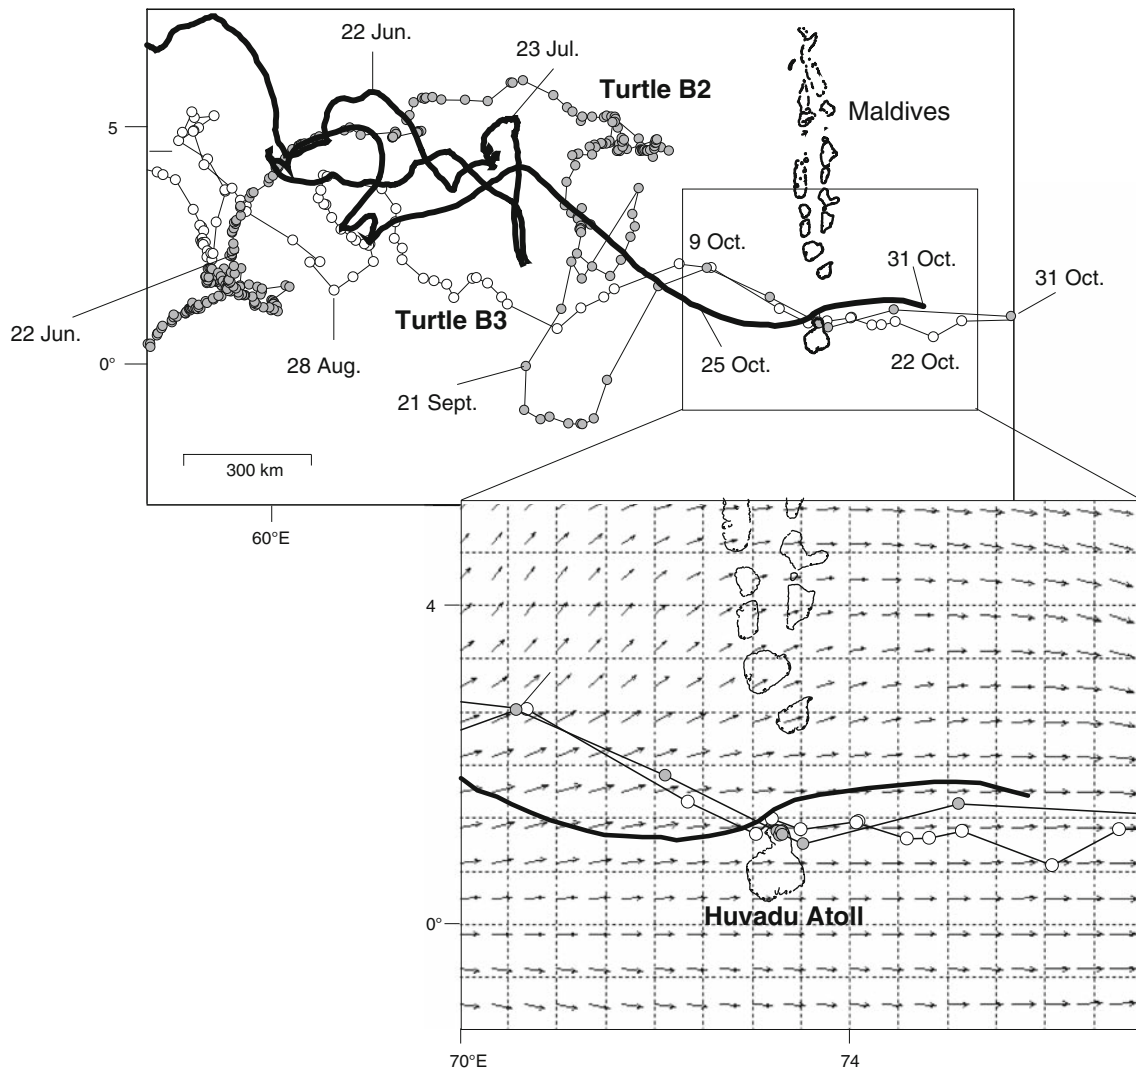 22 Jun.
23 Jul.
Turtle B2
Maldives
5
9 Oct.
31 Oct.
31 Oct.
Turtle B3
22 Jun.
0°
28 Aug.
25 Oct.
22 Oct.
21 Sept.
300 km
60°E
4
Huvadu Atoll
0°
70°E
74